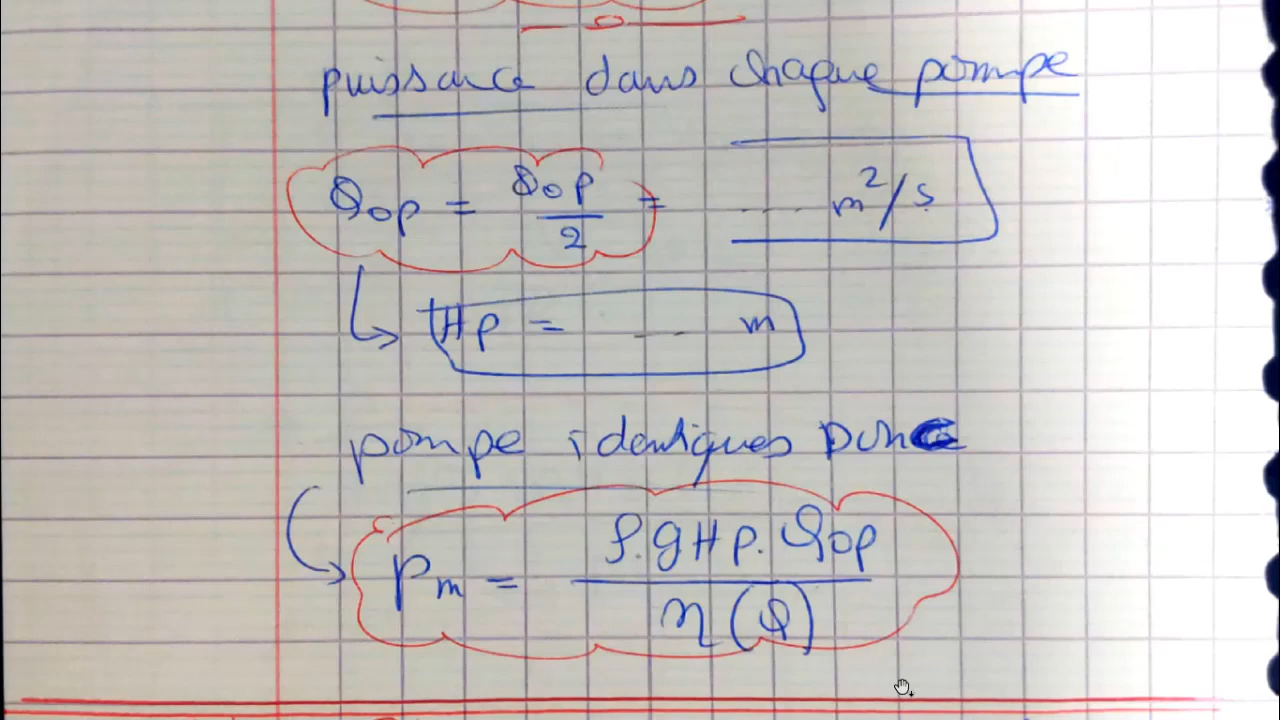 puissance dans chaque pompe
Qop = Qop/2 = .... m²/s
Hp = ..... m
pompe identiques Donc
Pm = ρ.g Hp.Qop / η(Q)